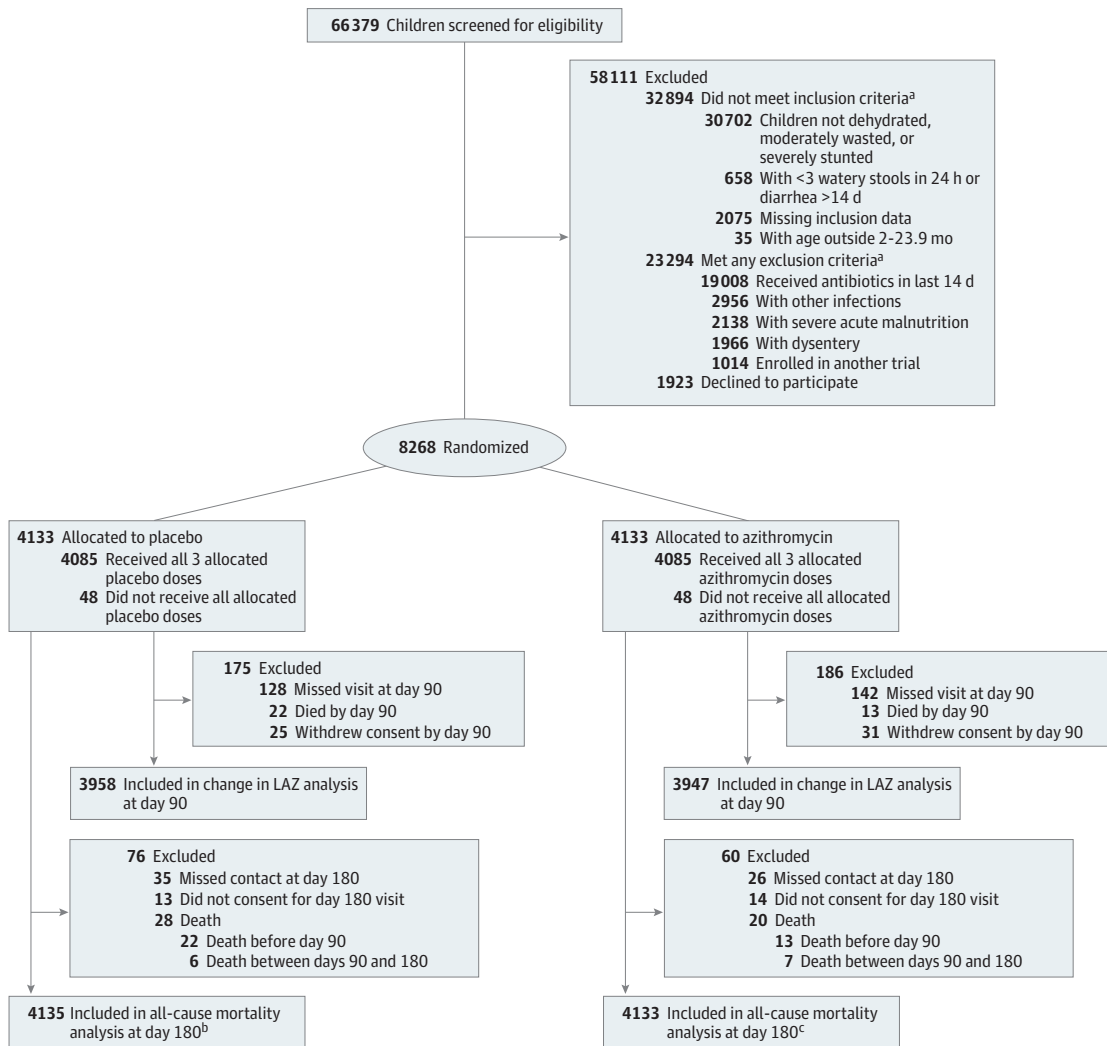 66379 Children screened for eligibility
58111 Excluded
32894 Did not meet inclusion criteriaᵃ
30702 Children not dehydrated,
moderately wasted, or
severely stunted
658 With <3 watery stools in 24 h or
diarrhea >14 d
2075 Missing inclusion data
35 With age outside 2-23.9 mo
23294 Met any exclusion criteriaᵃ
19008 Received antibiotics in last 14 d
2956 With other infections
2138 With severe acute malnutrition
1966 With dysentery
1014 Enrolled in another trial
1923 Declined to participate
8268 Randomized
4133 Allocated to placebo
4085 Received all 3 allocated
placebo doses
48 Did not receive all allocated
placebo doses
4133 Allocated to azithromycin
4085 Received all 3 allocated
azithromycin doses
48 Did not receive all allocated
azithromycin doses
175 Excluded
128 Missed visit at day 90
22 Died by day 90
25 Withdrew consent by day 90
186 Excluded
142 Missed visit at day 90
13 Died by day 90
31 Withdrew consent by day 90
3958 Included in change in LAZ analysis
at day 90
3947 Included in change in LAZ analysis
at day 90
76 Excluded
35 Missed contact at day 180
13 Did not consent for day 180 visit
28 Death
22 Death before day 90
6 Death between days 90 and 180
60 Excluded
26 Missed contact at day 180
14 Did not consent for day 180 visit
20 Death
13 Death before day 90
7 Death between days 90 and 180
4135 Included in all-cause mortality
analysis at day 180ᵇ
4133 Included in all-cause mortality
analysis at day 180ᶜ